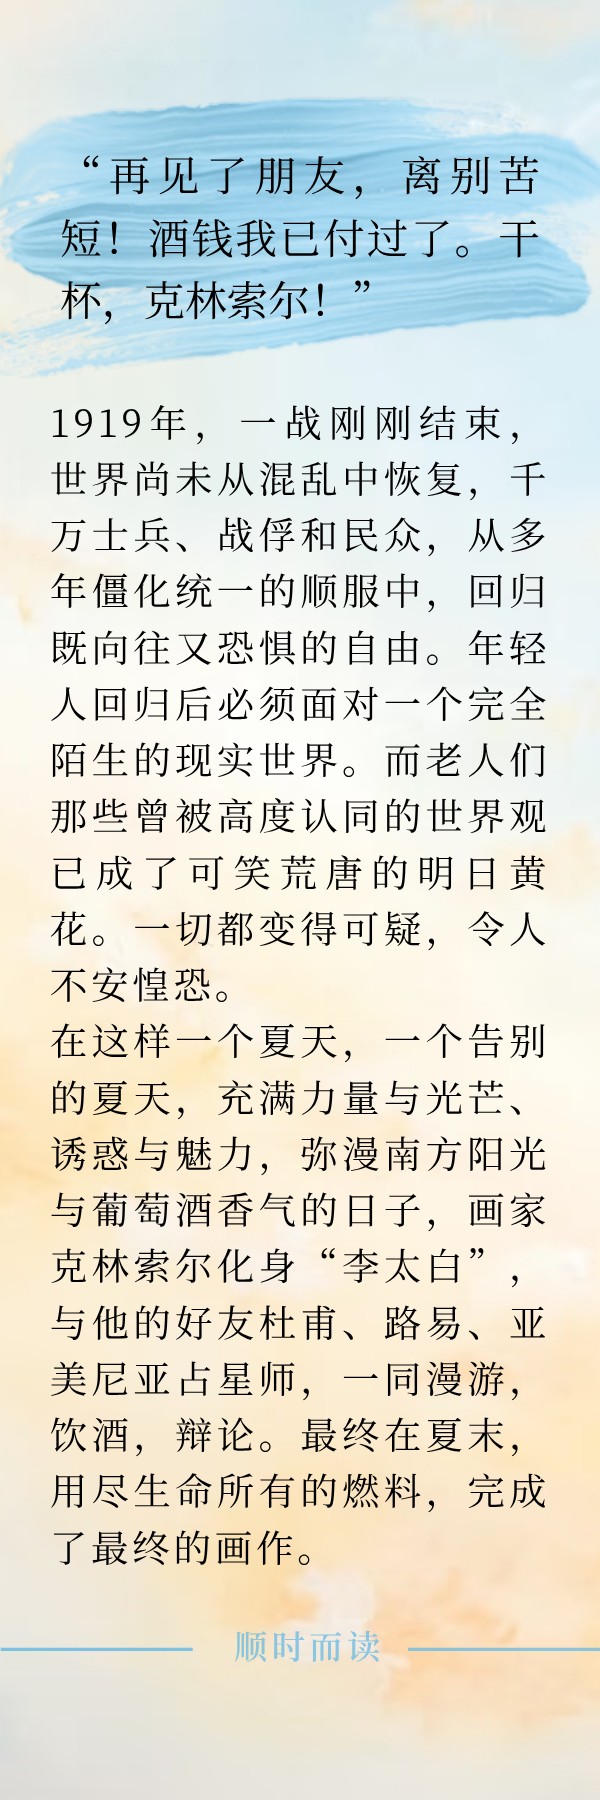 “再见了朋友，离别苦
短！酒钱我已付过了。干
杯，克林索尔！”
1919年，一战刚刚结束，
世界尚未从混乱中恢复，千
万士兵、战俘和民众，从多
年僵化统一的顺服中，回归
既向往又恐惧的自由。年轻
人回归后必须面对一个完全
陌生的现实世界。而老人们
那些曾被高度认同的世界观
已成了可笑荒唐的明日黄
花。一切都变得可疑，令人
不安惶恐。
在这样一个夏天，一个告别
的夏天，充满力量与光芒、
诱惑与魅力，弥漫南方阳光
与葡萄酒香气的日子，画家
克林索尔化身“李太白”，
与他的好友杜甫、路易、亚
美尼亚占星师，一同漫游，
饮酒，辩论。最终在夏末，
用尽生命所有的燃料，完成
了最终的画作。
顺时而读